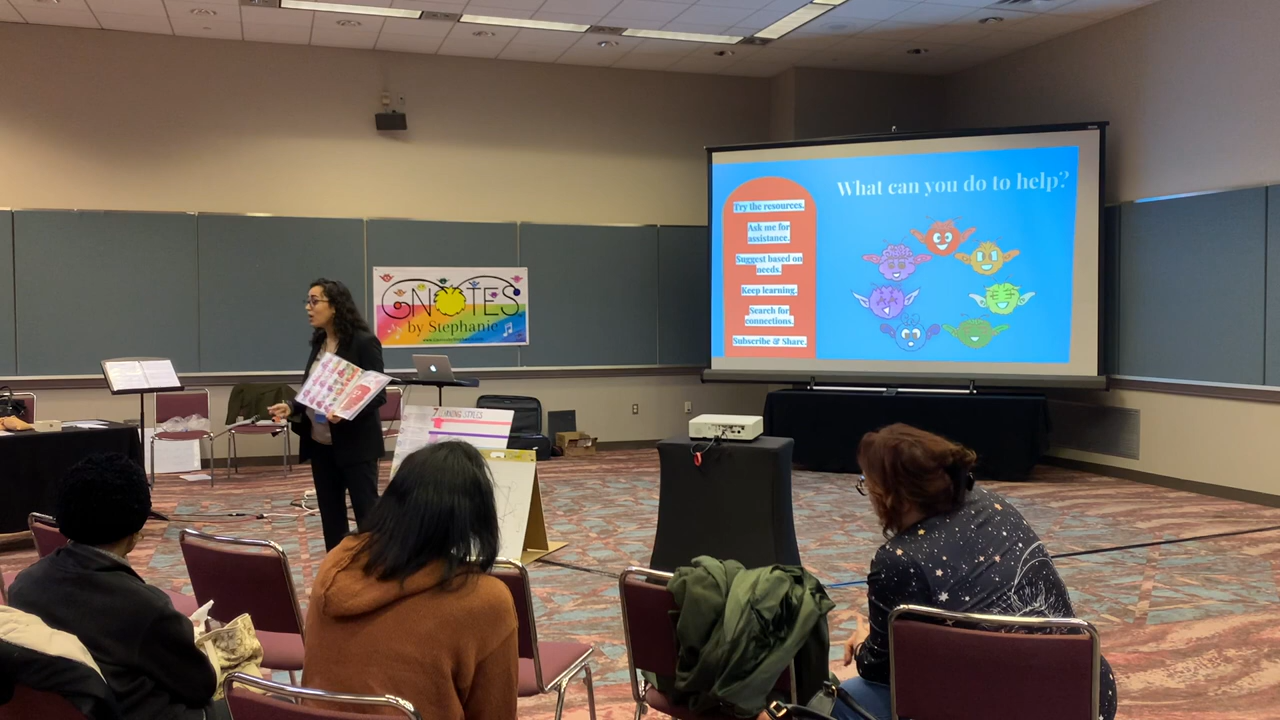 GNOTES
by Stephanie
What can you do to help?
Try the resources.
Ask me for
assistance.
Suggest based on
needs.
Keep learning.
Search for
connections.
Subscribe & Share.